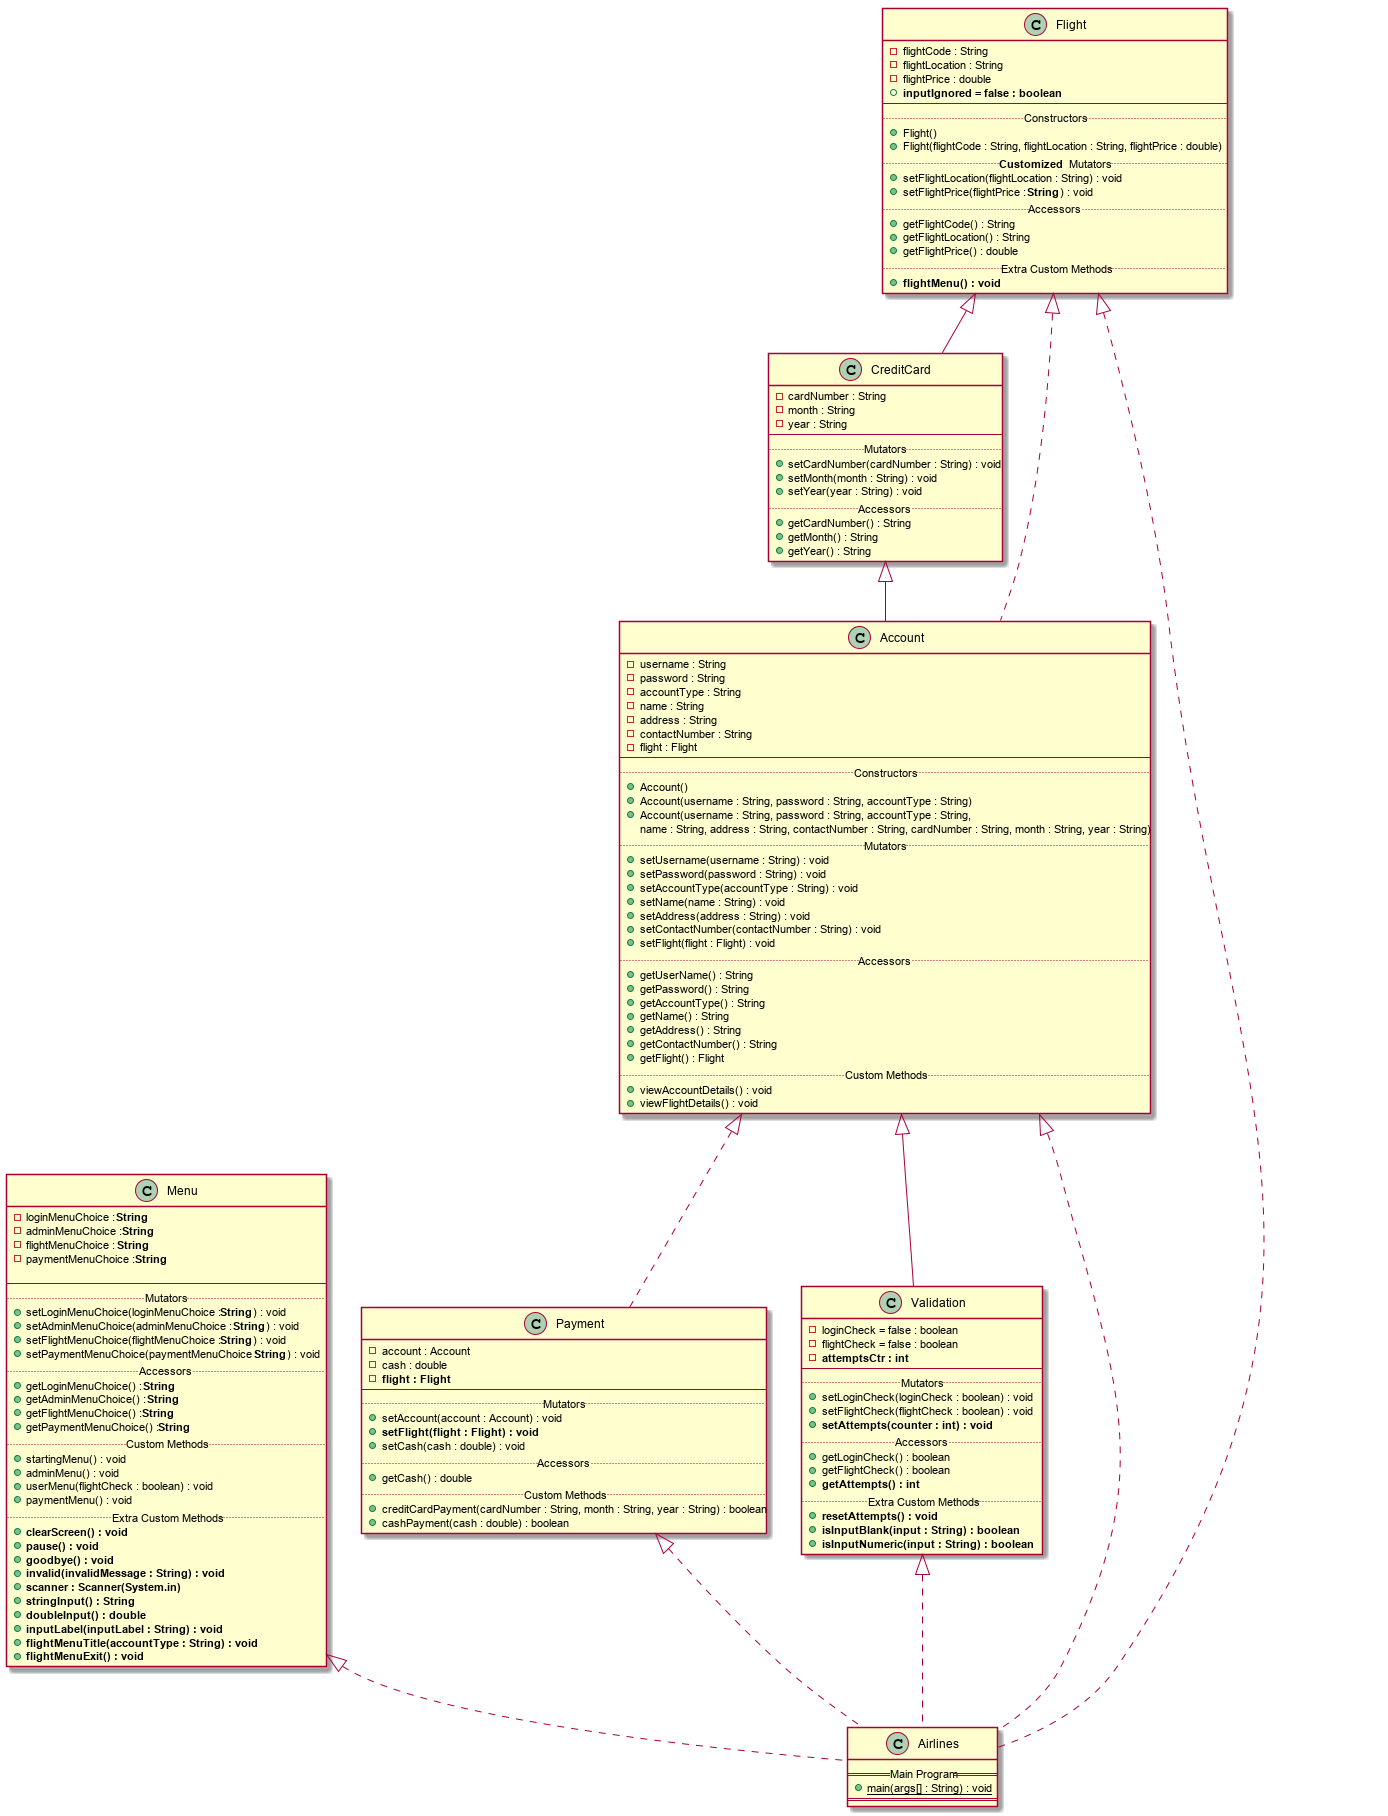 C Flight
flightCode : String
flightLocation : String
flightPrice : double
inputIgnored = false : boolean
Constructors
Flight()
Flight(flightCode : String, flightLocation : String, flightPrice : double)
Customized Mutators
setFlightLocation(flightLocation : String) : void
setFlightPrice(flightPrice :String ) : void
Accessors
getFlightCode() : String
getFlightLocation() : String
getFlightPrice() : double
Extra Custom Methods
flightMenu() : void
C CreditCard
cardNumber : String
month : String
year : String
Mutators
setCardNumber(cardNumber : String) : void
setMonth(month : String) : void
setYear(year : String) : void
Accessors
getCardNumber() : String
getMonth() : String
getYear() : String
C Account
username : String
password : String
accountType : String
name : String
address : String
contactNumber : String
flight : Flight
Constructors
Account()
Account(username : String, password : String, accountType : String)
Account(username : String, password : String, accountType : String,
name : String, address : String, contactNumber : String, cardNumber : String, month : String, year : String)
Mutators
setUsername(username : String) : void
setPassword(password : String) : void
setAccountType(accountType : String) : void
setName(name : String) : void
setAddress(address : String) : void
setContactNumber(contactNumber : String) : void
setFlight(flight : Flight) : void
Accessors
getUserName() : String
getPassword() : String
getAccountType() : String
getName() : String
getAddress() : String
getContactNumber() : String
getFlight() : Flight
Custom Methods
viewAccountDetails() : void
viewFlightDetails() : void
C Menu
loginMenuChoice :String
adminMenuChoice :String
flightMenuChoice : String
paymentMenuChoice :String
Mutators
setLoginMenuChoice(loginMenuChoice :String ) : void
setAdminMenuChoice(adminMenuChoice :String ) : void
setFlightMenuChoice(flightMenuChoice :String ) : void
setPaymentMenuChoice(paymentMenuChoice String ) : void
Accessors
getLoginMenuChoice() :String
getAdminMenuChoice() :String
getFlightMenuChoice() :String
getPaymentMenuChoice() :String
Custom Methods
startingMenu() : void
adminMenu() : void
userMenu(flightCheck : boolean) : void
paymentMenu() : void
Extra Custom Methods
clearScreen() : void
pause() : void
goodbye() : void
invalid(invalidMessage : String) : void
scanner : Scanner(System.in)
stringInput() : String
doubleInput() : double
inputLabel(inputLabel : String) : void
flightMenuTitle(accountType : String) : void
flightMenuExit() : void
C Payment
account : Account
cash : double
flight : Flight
Mutators
setAccount(account : Account) : void
setFlight(flight : Flight) : void
setCash(cash : double) : void
Accessors
getCash() : double
Custom Methods
creditCardPayment(cardNumber : String, month : String, year : String) : boolean
cashPayment(cash : double) : boolean
C Validation
loginCheck = false : boolean
flightCheck = false : boolean
attemptsCtr : int
Mutators
setLoginCheck(loginCheck : boolean) : void
setFlightCheck(flightCheck : boolean) : void
setAttempts(counter : int) : void
Accessors
getLoginCheck() : boolean
getFlightCheck() : boolean
getAttempts() : int
Extra Custom Methods
resetAttempts() : void
isInputBlank(input : String) : boolean
isInputNumeric(input : String) : boolean
C Airlines
Main Program
main(args[] : String) : void